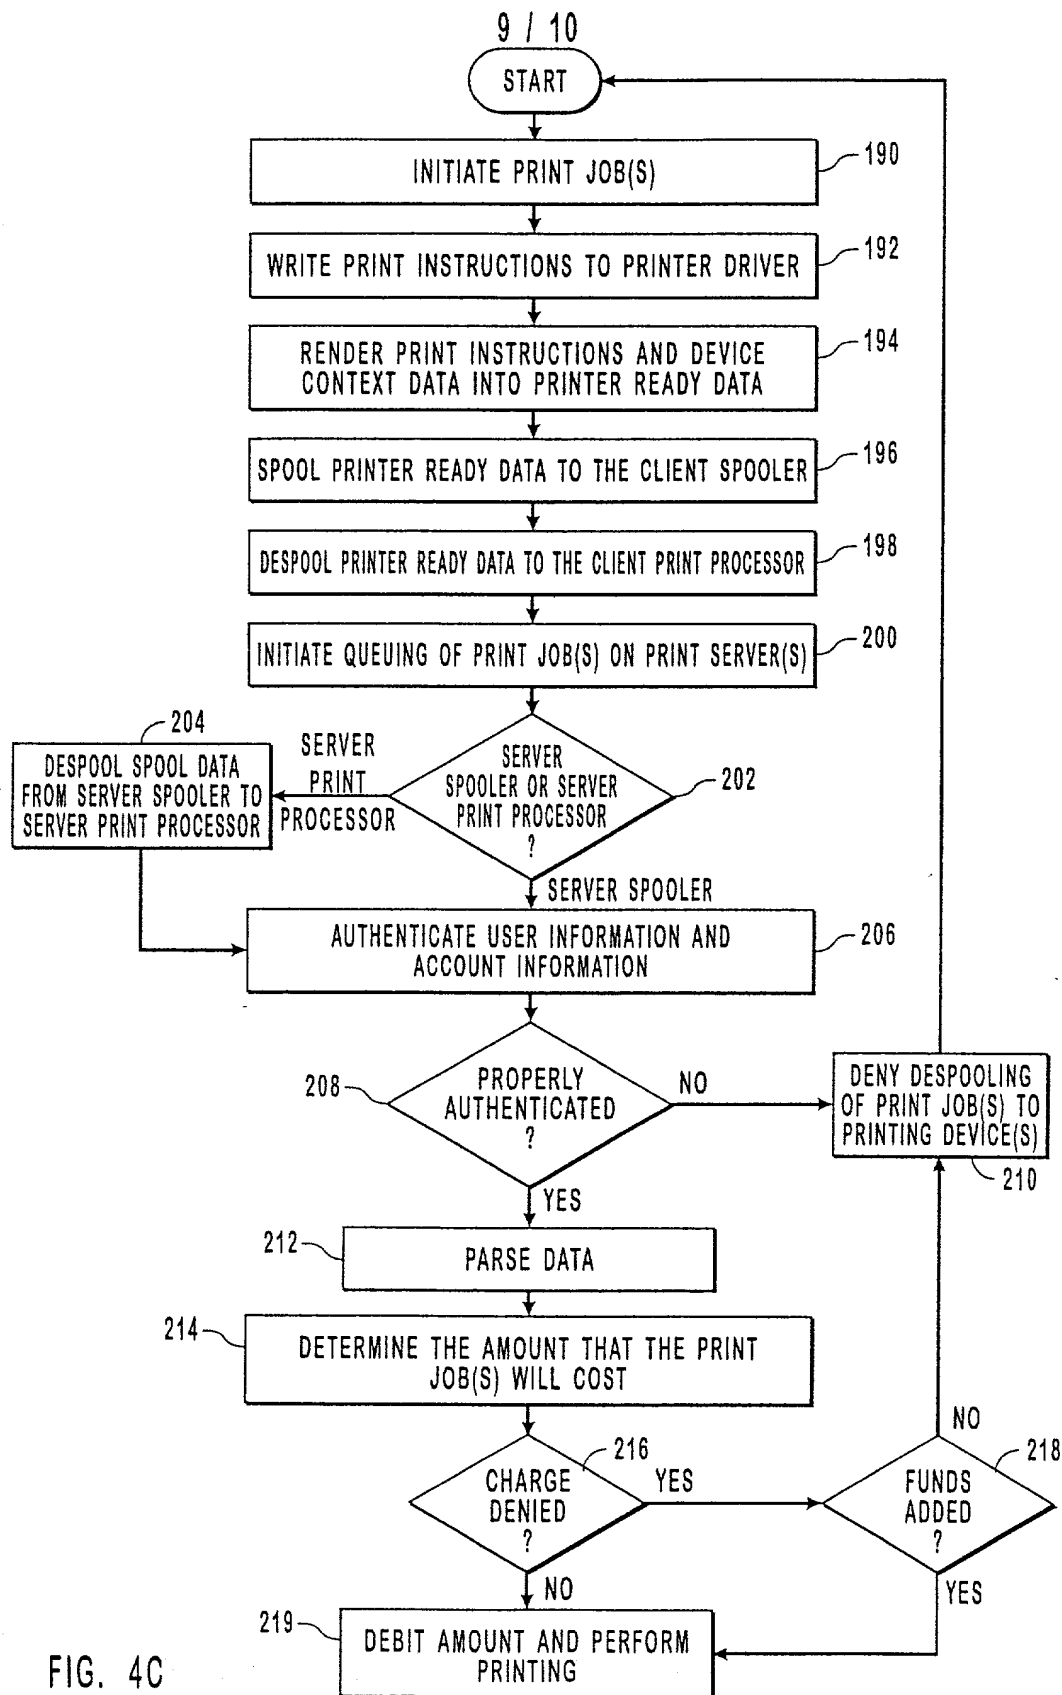 9 / 10
START
INITIATE PRINT JOB(S)
190
WRITE PRINT INSTRUCTIONS TO PRINTER DRIVER
192
RENDER PRINT INSTRUCTIONS AND DEVICE
CONTEXT DATA INTO PRINTER READY DATA
194
SPOOL PRINTER READY DATA TO THE CLIENT SPOOLER
196
DESPOOL PRINTER READY DATA TO THE CLIENT PRINT PROCESSOR
198
INITIATE QUEUING OF PRINT JOB(S) ON PRINT SERVER(S)
200
SERVER
SPOOLER OR SERVER
PRINT PROCESSOR
?
202
SERVER
PRINT
PROCESSOR
204
DESPOOL SPOOL DATA
FROM SERVER SPOOLER TO
SERVER PRINT PROCESSOR
SERVER SPOOLER
AUTHENTICATE USER INFORMATION AND
ACCOUNT INFORMATION
206
208
PROPERLY
AUTHENTICATED
?
NO
DENY DESPOOLING
OF PRINT JOB(S) TO
PRINTING DEVICE(S)
210
YES
212
PARSE DATA
214
DETERMINE THE AMOUNT THAT THE PRINT
JOB(S) WILL COST
216
CHARGE
DENIED
?
YES
NO
218
FUNDS
ADDED
?
NO
YES
219
DEBIT AMOUNT AND PERFORM
PRINTING
FIG. 4C